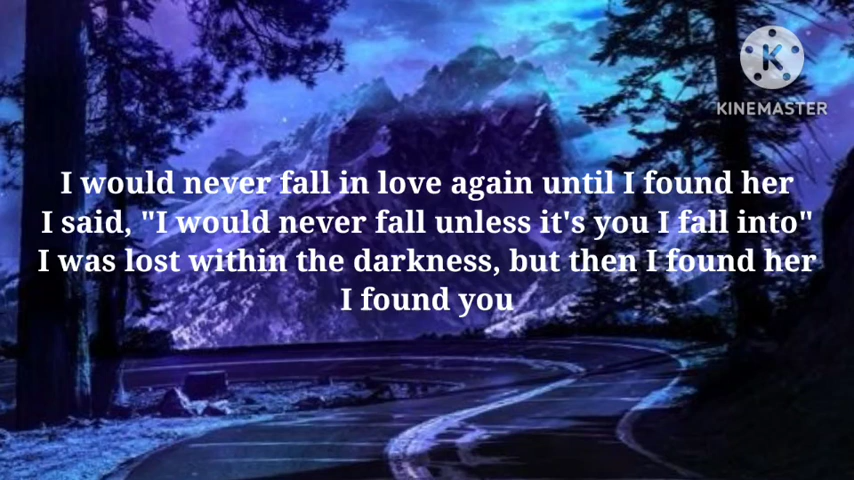 KINEMASTER
I would never fall in love again until I found her
I said, "I would never fall unless it's you I fall into"
I was lost within the darkness, but then I found her
I found you